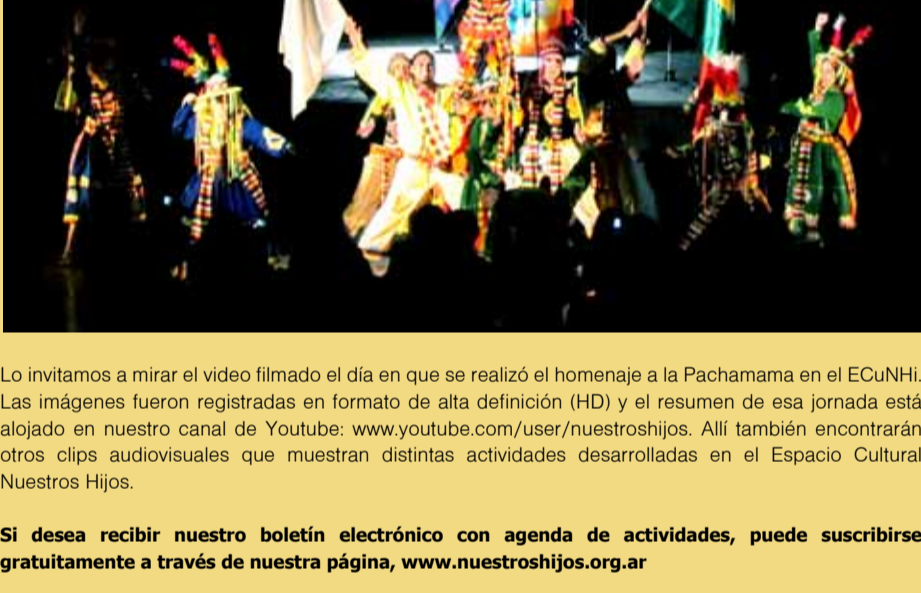 Lo invitamos a mirar el video filmado el día en que se realizó el homenaje a la Pachamama en el ECuNHi.
Las imágenes fueron registradas en formato de alta definición (HD) y el resumen de esa jornada está
alojado en nuestro canal de Youtube: www.youtube.com/user/nuestroshijos. Allí también encontrarán
otros clips audiovisuales que muestran distintas actividades desarrolladas en el Espacio Cultural
Nuestros Hijos.
Si desea recibir nuestro boletín electrónico con agenda de actividades, puede suscribirse
gratuitamente a través de nuestra página, www.nuestroshijos.org.ar